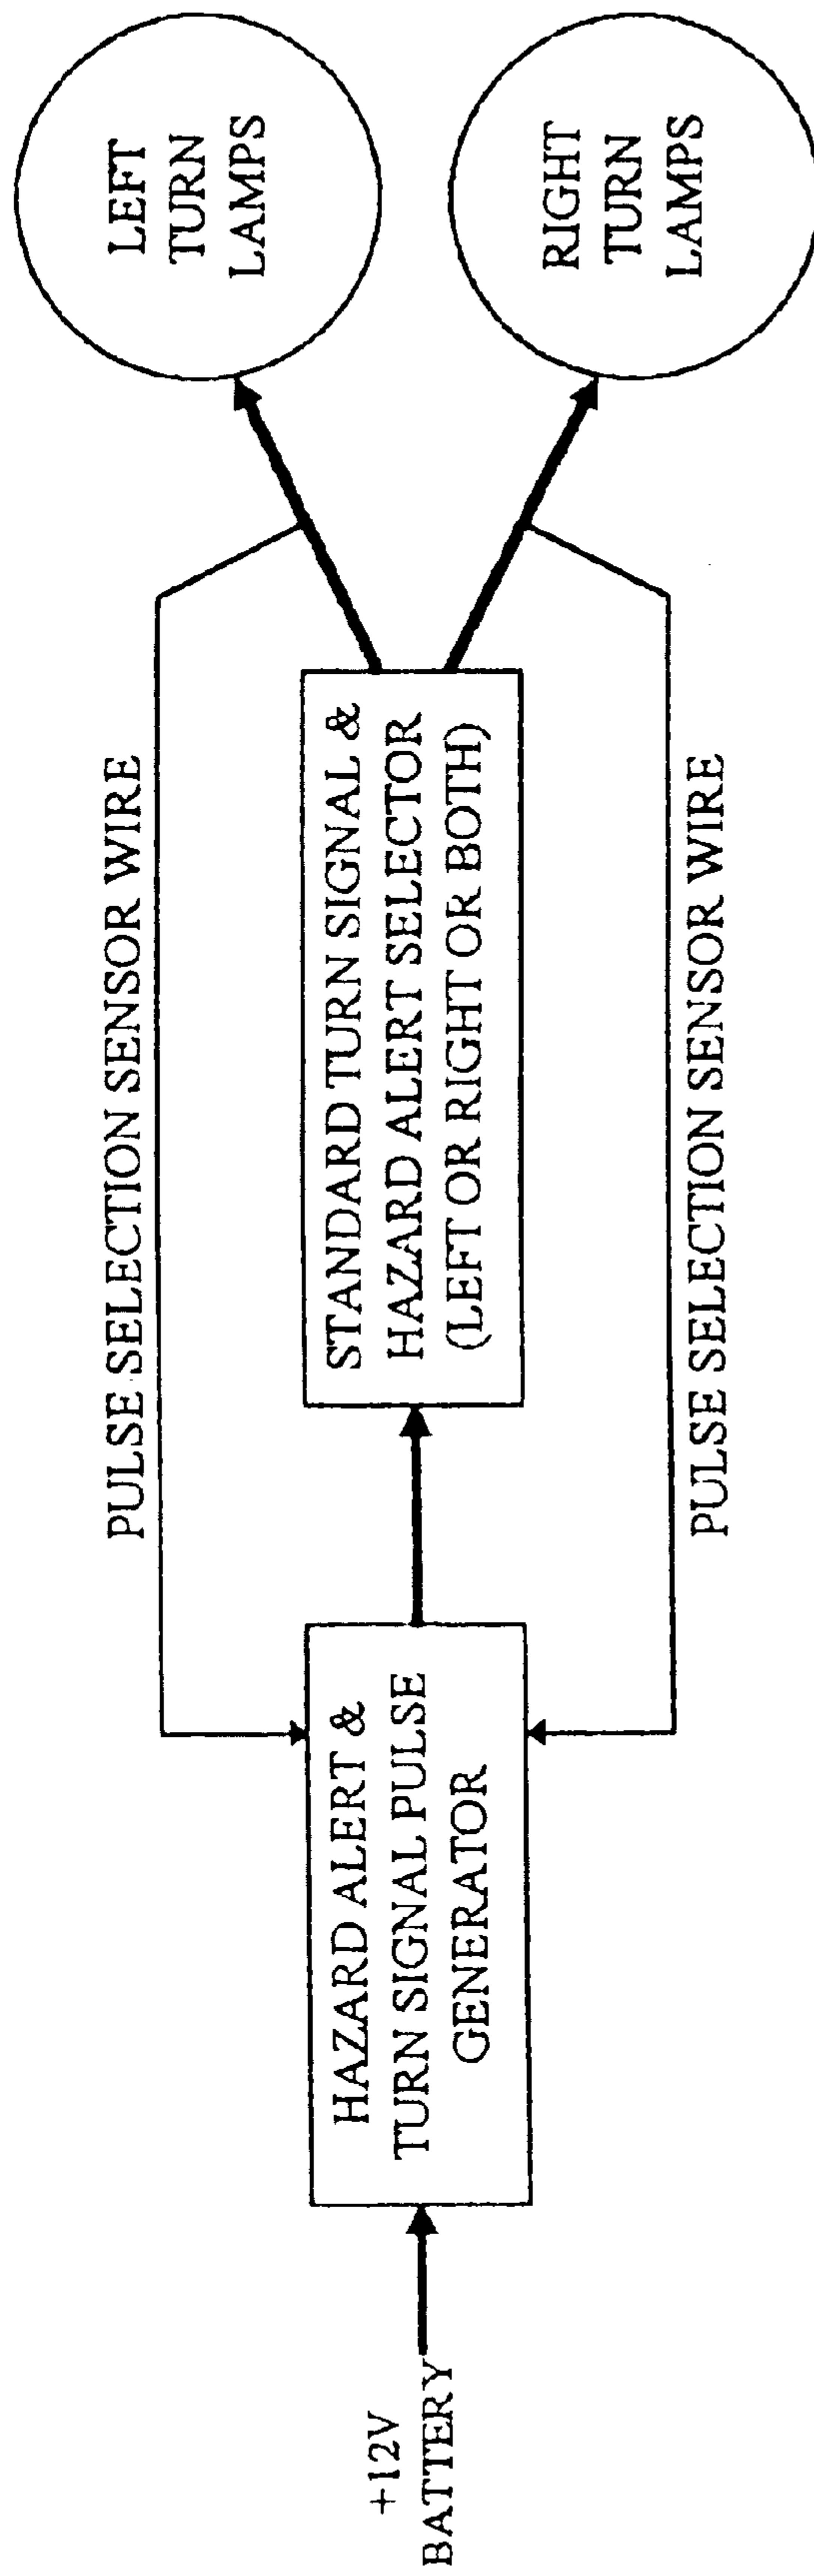 +12V
BATTERY
HAZARD ALERT &
TURN SIGNAL PULSE
GENERATOR
PULSE SELECTION SENSOR WIRE
STANDARD TURN SIGNAL &
HAZARD ALERT SELECTOR
(LEFT OR RIGHT OR BOTH)
PULSE SELECTION SENSOR WIRE
LEFT
TURN
LAMPS
RIGHT
TURN
LAMPS